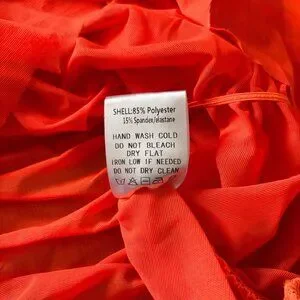 SHELL:85% Polyester
15% Spandex/elastane
HAND WASH COLD
DO NOT BLEACH
DRY FLAT
IRON LOW IF NEEDED
DO NOT DRY CLEAN